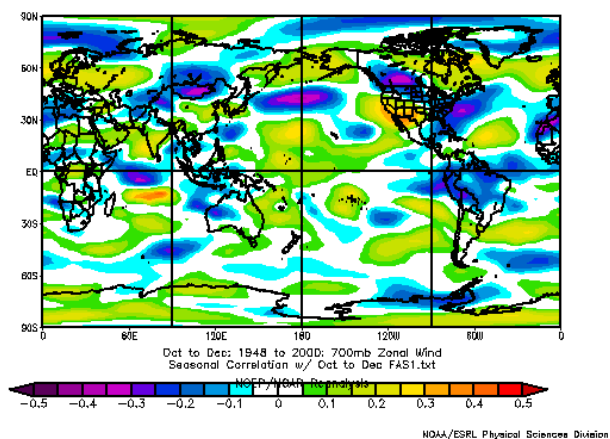 90N
60N
30N
EQ
30S
60S
90S
0 60E 120E 180 120W 60W 0
Oct to Dec: 1948 to 2000: 700mb Zonal Wind
Seasonal Correlation w/ Oct to Dec FAS1.txt
NCEP/NCAR Reanalysis
-0.5 -0.4 -0.3 -0.2 -0.1 0 0.1 0.2 0.3 0.4 0.5
NOAA/ESRL Physical Sciences Division